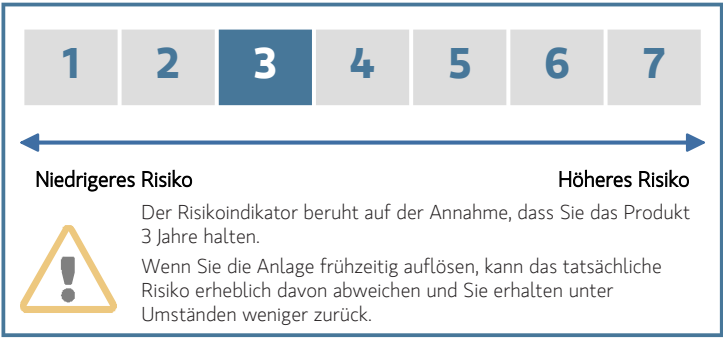 1 2 3 4 5 6 7
Niedrigeres Risiko Höheres Risiko
Der Risikoindikator beruht auf der Annahme, dass Sie das Produkt
3 Jahre halten.
Wenn Sie die Anlage frühzeitig auflösen, kann das tatsächliche
Risiko erheblich davon abweichen und Sie erhalten unter
Umständen weniger zurück.